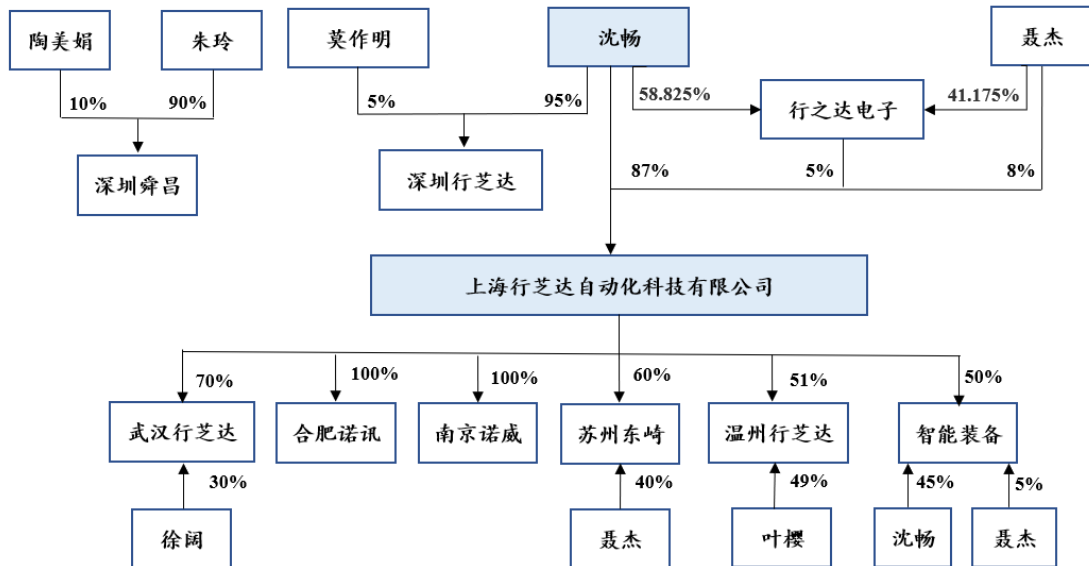 陶美娟
朱玲
莫作明
沈畅
聂杰
10%
90%
5%
95%
58.825%
行之达电子
41.175%
深圳舜昌
深圳行芝达
87%
5%
8%
上海行芝达自动化科技有限公司
70%
100%
100%
60%
51%
50%
武汉行芝达
合肥诺讯
南京诺威
苏州东崎
温州行芝达
智能装备
30%
40%
49%
45%
5%
徐阔
聂杰
叶樱
沈畅
聂杰